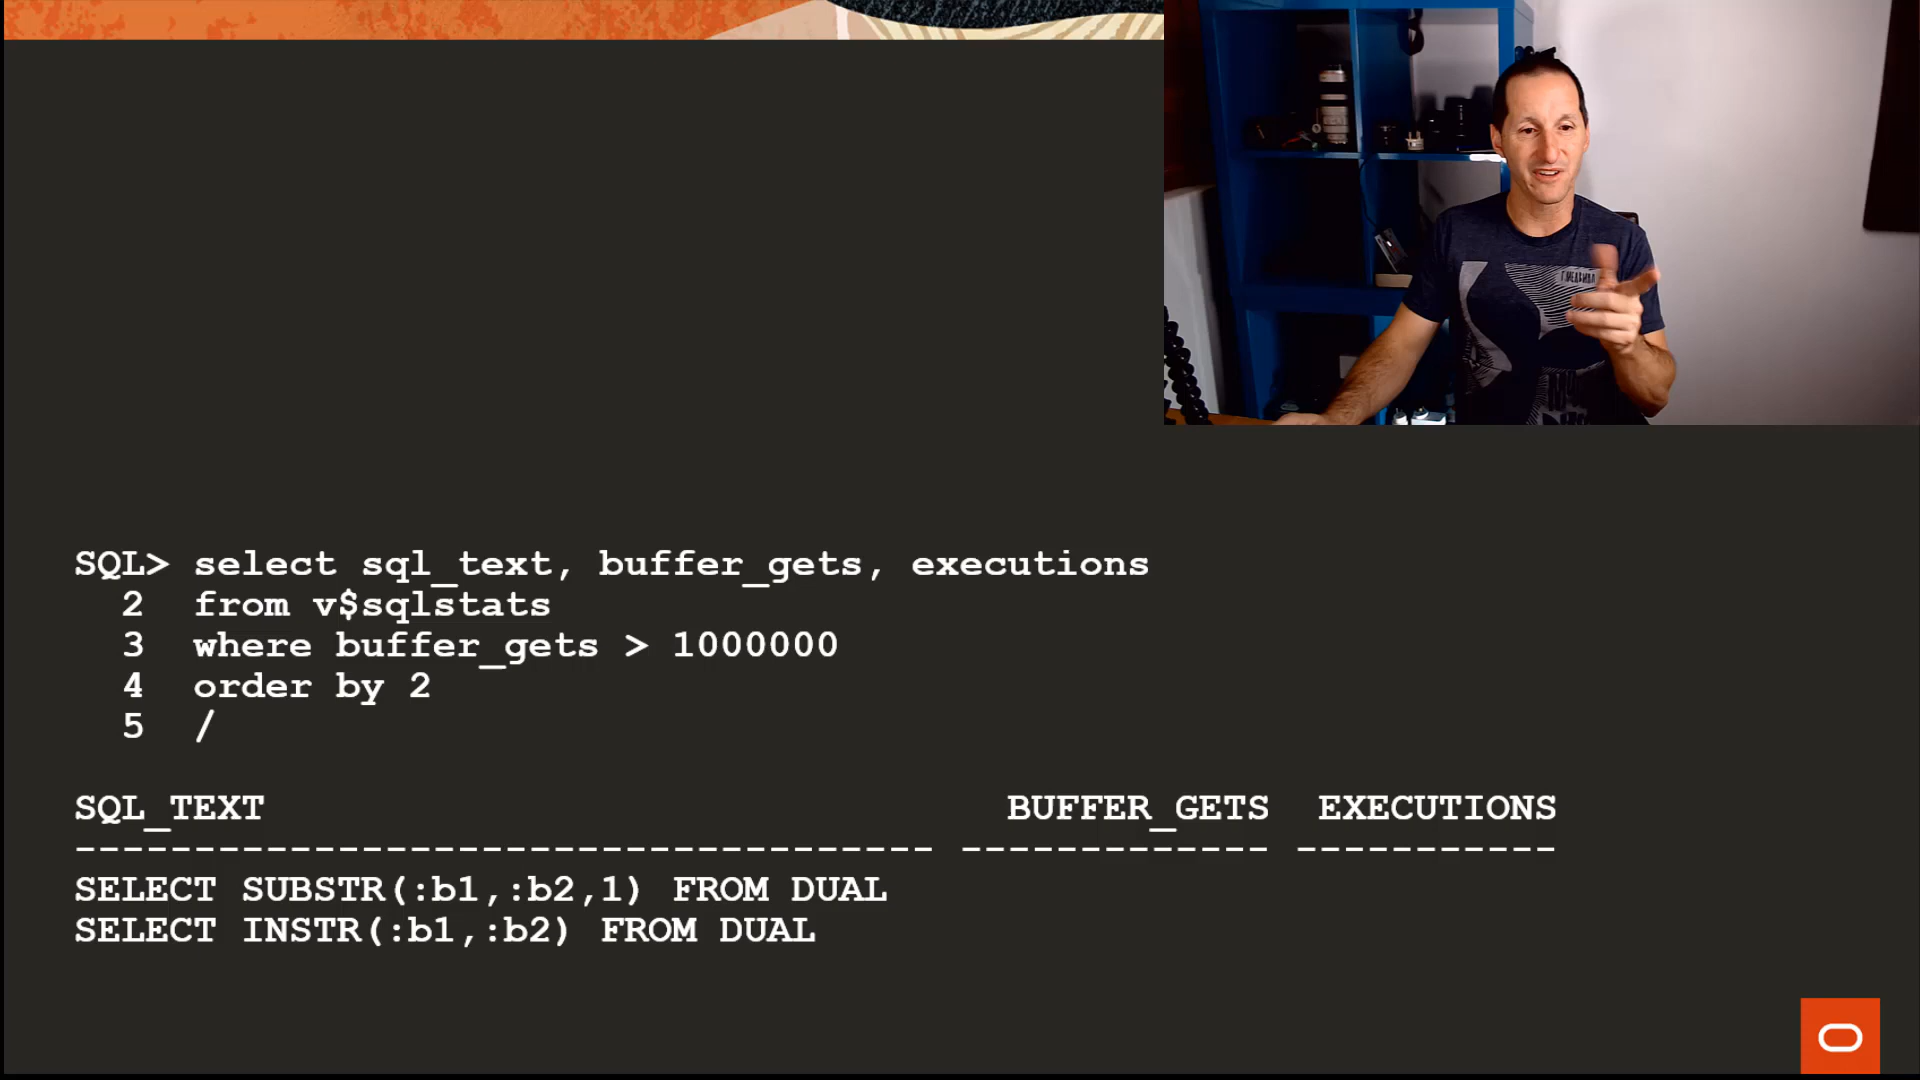 SQL> select sql_text, buffer_gets, executions
2 from v$sqlstats
3 where buffer_gets > 1000000
4 order by 2
5 /
SQL_TEXT BUFFER_GETS EXECUTIONS
------------------------------------ ------------- -----------
SELECT SUBSTR(:b1,:b2,1) FROM DUAL
SELECT INSTR(:b1,:b2) FROM DUAL